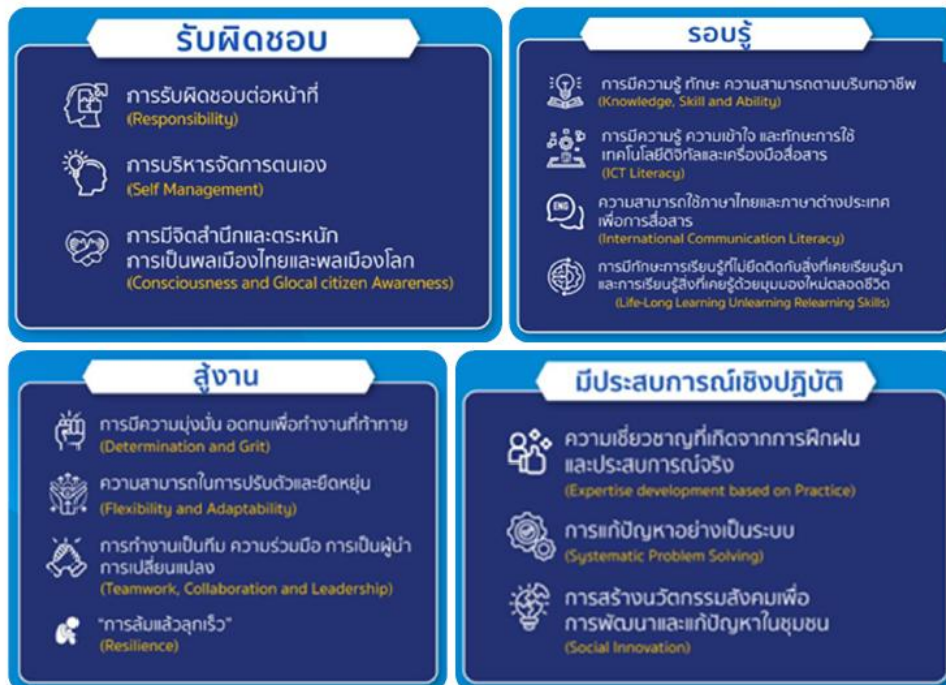 รับผิดชอบ
การรับผิดชอบต่อหน้าที่
(Responsibility)
การบริหารจัดการตนเอง
(Self Management)
การมีจิตสำนึกและตระหนัก
การเป็นพลเมืองไทยและพลเมืองโลก
(Consciousness and Glocal citizen Awareness)
รอบรู้
การมีความรู้ ทักษะ ความสามารถตามบริบทอาชีพ
(Knowledge, Skill and Ability)
การมีความรู้ ความเข้าใจ และทักษะการใช้
เทคโนโลยีดิจิทัลและเครื่องมือสื่อสาร
(ICT Literacy)
ENG
ความสามารถใช้ภาษาไทยและภาษาต่างประเทศ
เพื่อการสื่อสาร
(International Communication Literacy)
การมีทักษะการเรียนรู้ที่ไม่ยึดติดกับสิ่งที่เคยเรียนรู้มา
และการเรียนรู้สิ่งที่เคยรู้ด้วยมุมมองใหม่ตลอดชีวิต
(Life-Long Learning Unlearning Relearning Skills)
สู้งาน
การมีความมุ่งมั่น อดทนเพื่อทำงานที่ท้าทาย
(Determination and Grit)
ความสามารถในการปรับตัวและยืดหยุ่น
(Flexibility and Adaptability)
การทำงานเป็นทีม ความร่วมมือ การเป็นผู้นำ
การเปลี่ยนแปลง
(Teamwork, Collaboration and Leadership)
"การล้มแล้วลุกเร็ว"
(Resilience)
มีประสบการณ์เชิงปฏิบัติ
ความเชี่ยวชาญที่เกิดจากการฝึกฝน
และประสบการณ์จริง
(Expertise development based on Practice)
การแก้ปัญหาอย่างเป็นระบบ
(Systematic Problem Solving)
การสร้างนวัตกรรมสังคมเพื่อ
การพัฒนาและแก้ปัญหาในชุมชน
(Social Innovation)